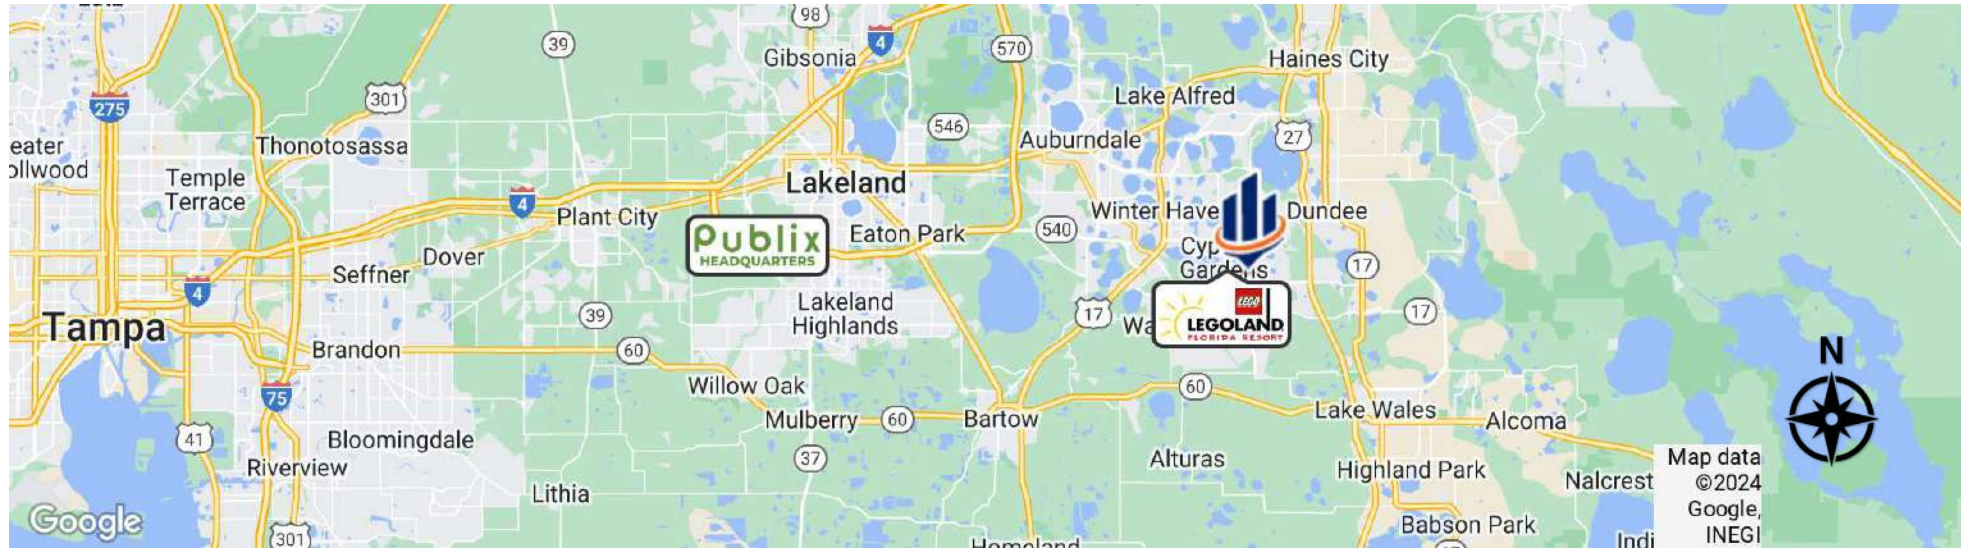 98
39
4
570
Gibsonia
Haines City
275
301
Lake Alfred
546
Auburndale
27
eater
ollwood
Thonotosassa
Temple
Terrace
Lakeland
4
Plant City
Winter Have
Dundee
Publix
HEADQUARTERS
Eaton Park
540
Cyp
Gardens
Dover
Seffner
17
4
Lakeland
Highlands
39
17
Wa
LEGO
LEGOLAND
FLORIDA RESORT
17
Tampa
Brandon
60
N
75
Willow Oak
60
Mulberry
60
Bartow
Lake Wales
Alcoma
41
Bloomingdale
37
Riverview
Alturas
Highland Park
Nalcrest
Lithia
Map data
©2024
Google,
INEGI
Google
301
Babson Park
Homeland
Indi